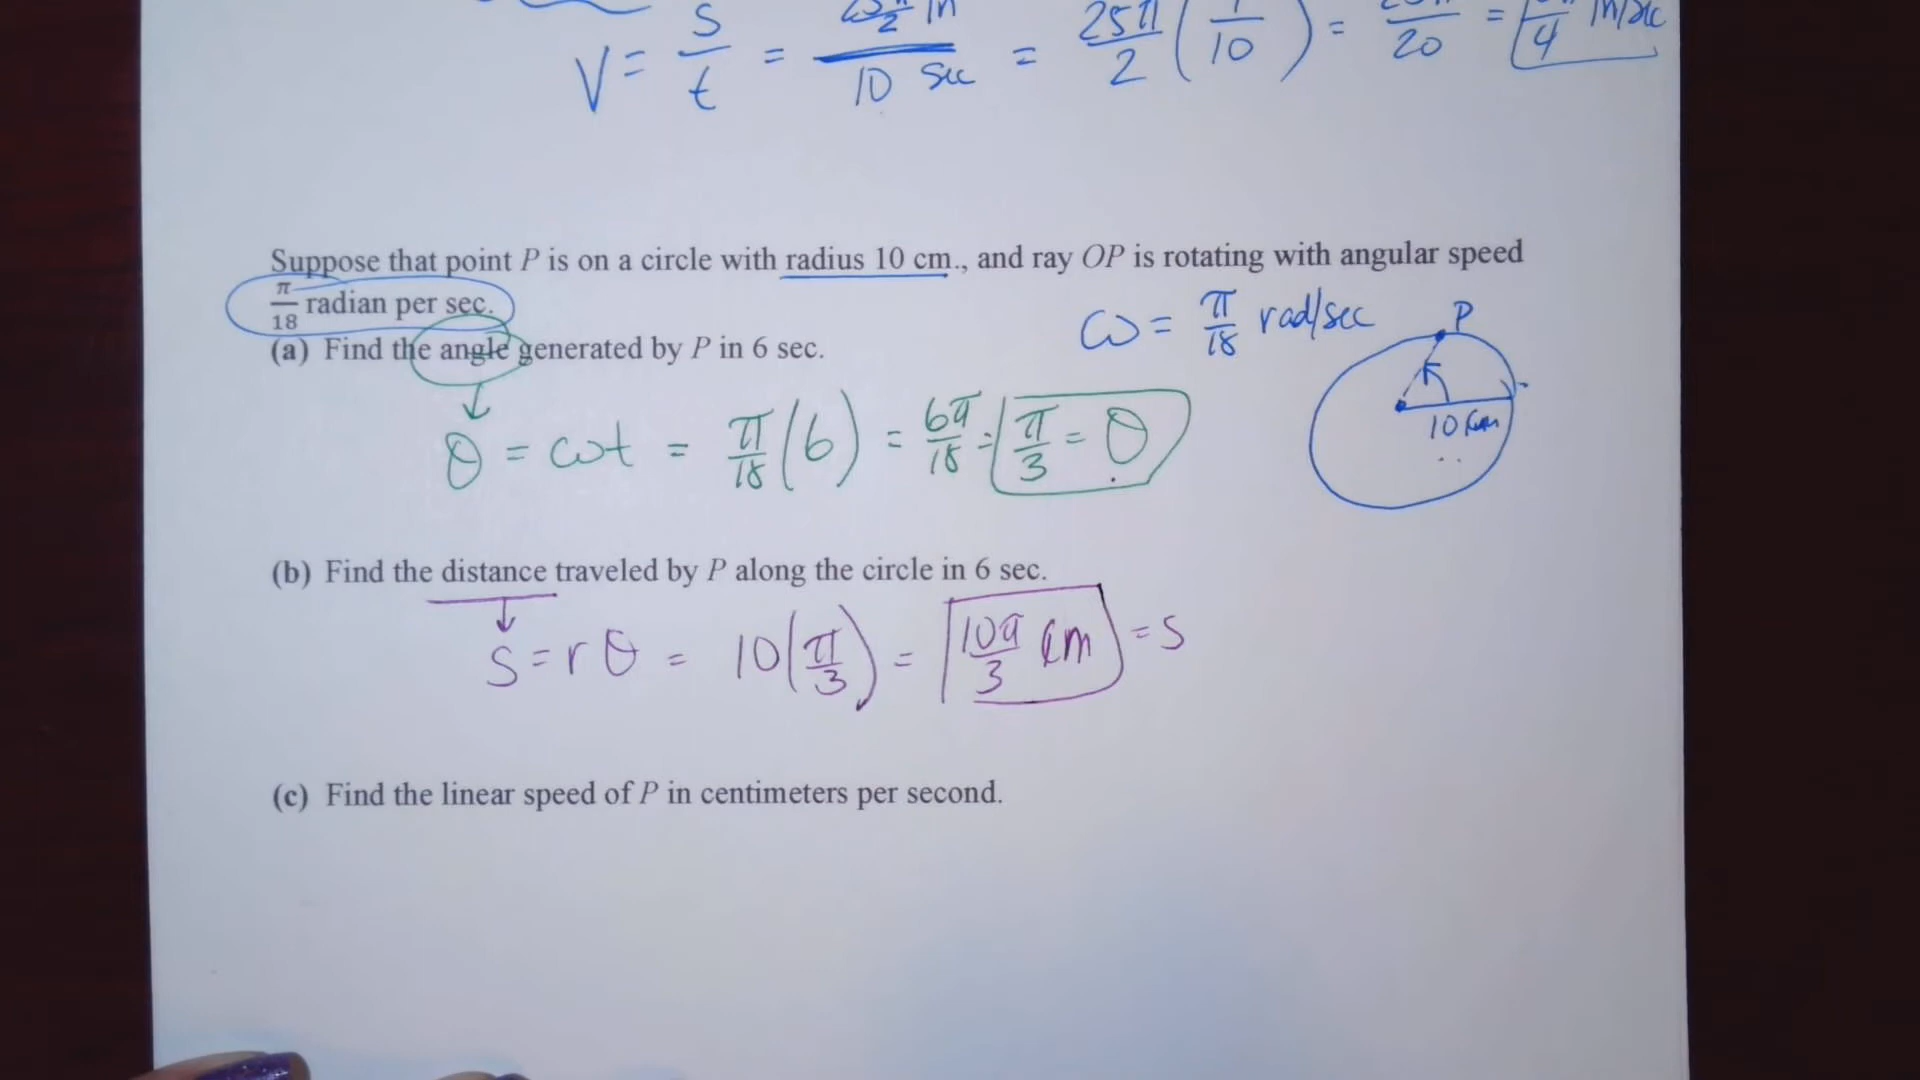 V = s/t = 2 in / 10 sec = 25π/2 (1/10) = 20 = 4 in/sec
Suppose that point P is on a circle with radius 10 cm., and ray OP is rotating with angular speed
π/18 radian per sec.
ω = π/18 rad/sec
P
(a) Find the angle generated by P in 6 sec.
10 cm
θ = ωt = π/18 (6) = 6π/18 = π/3 = θ
(b) Find the distance traveled by P along the circle in 6 sec.
s = rθ = 10(π/3) = 10π/3 cm = s
(c) Find the linear speed of P in centimeters per second.